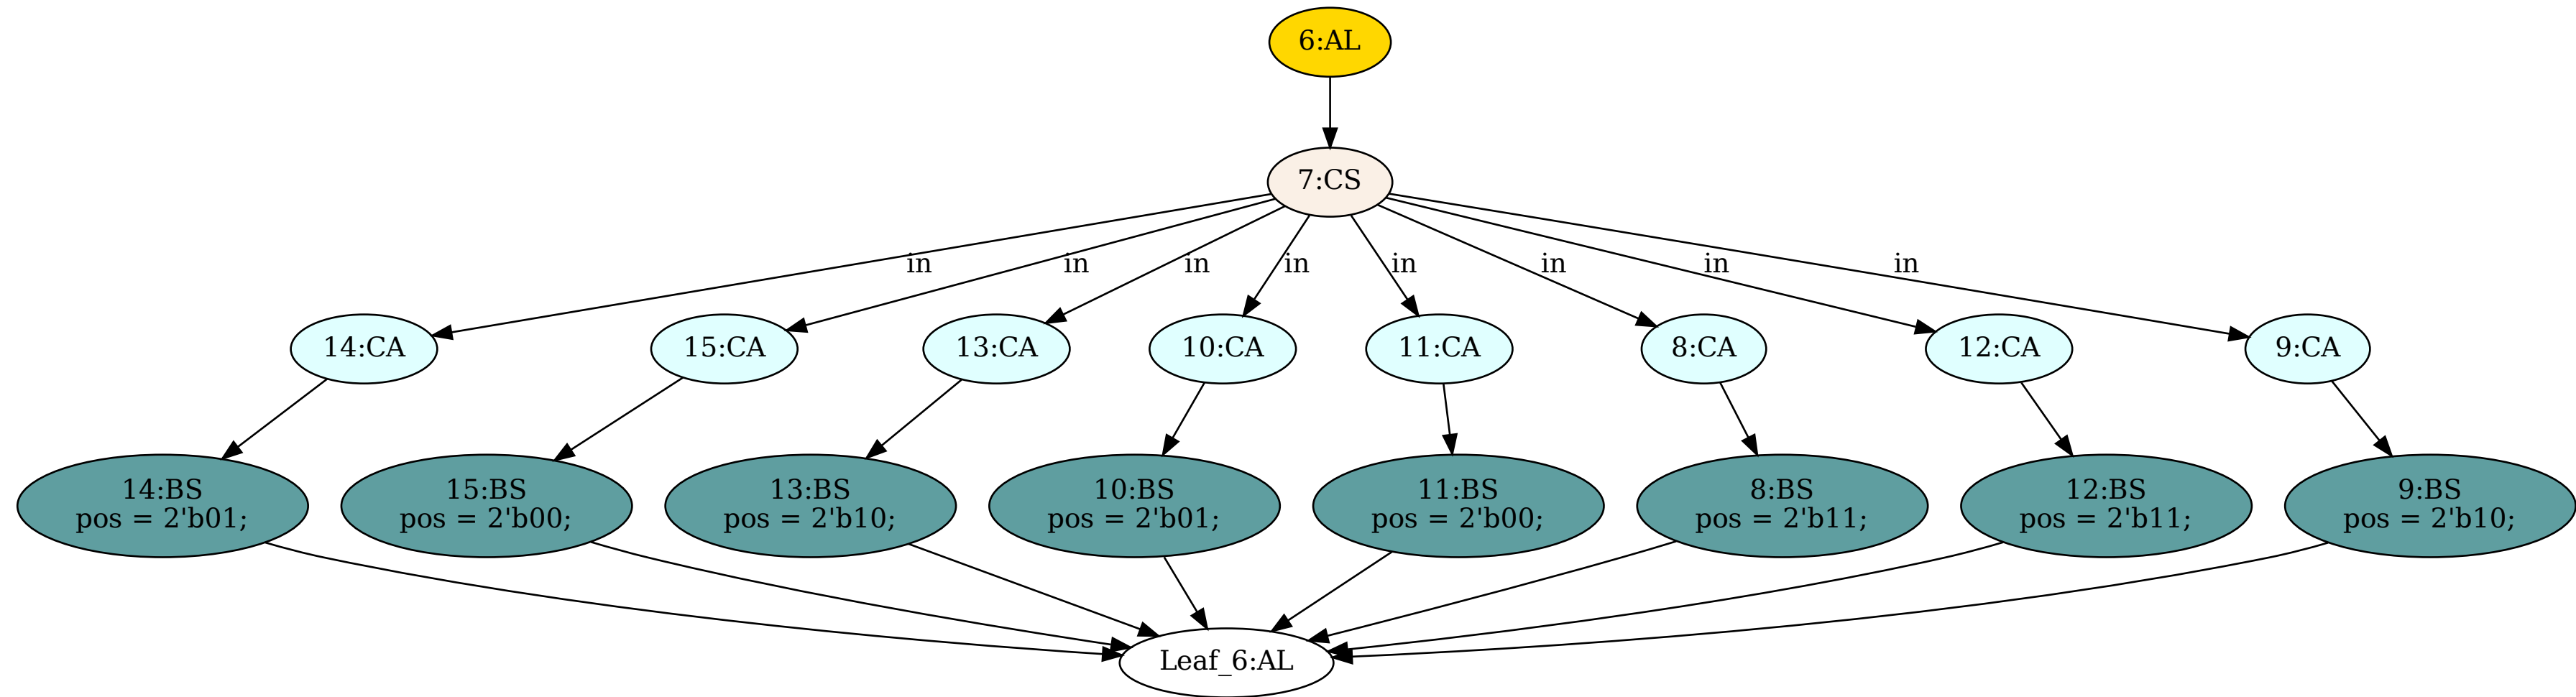 6:AL
7:CS
in
in
in
in
in
in
in
in
14:CA
15:CA
13:CA
10:CA
11:CA
8:CA
12:CA
9:CA
14:BS
pos = 2'b01;
15:BS
pos = 2'b00;
13:BS
pos = 2'b10;
10:BS
pos = 2'b01;
11:BS
pos = 2'b00;
8:BS
pos = 2'b11;
12:BS
pos = 2'b11;
9:BS
pos = 2'b10;
Leaf_6:AL